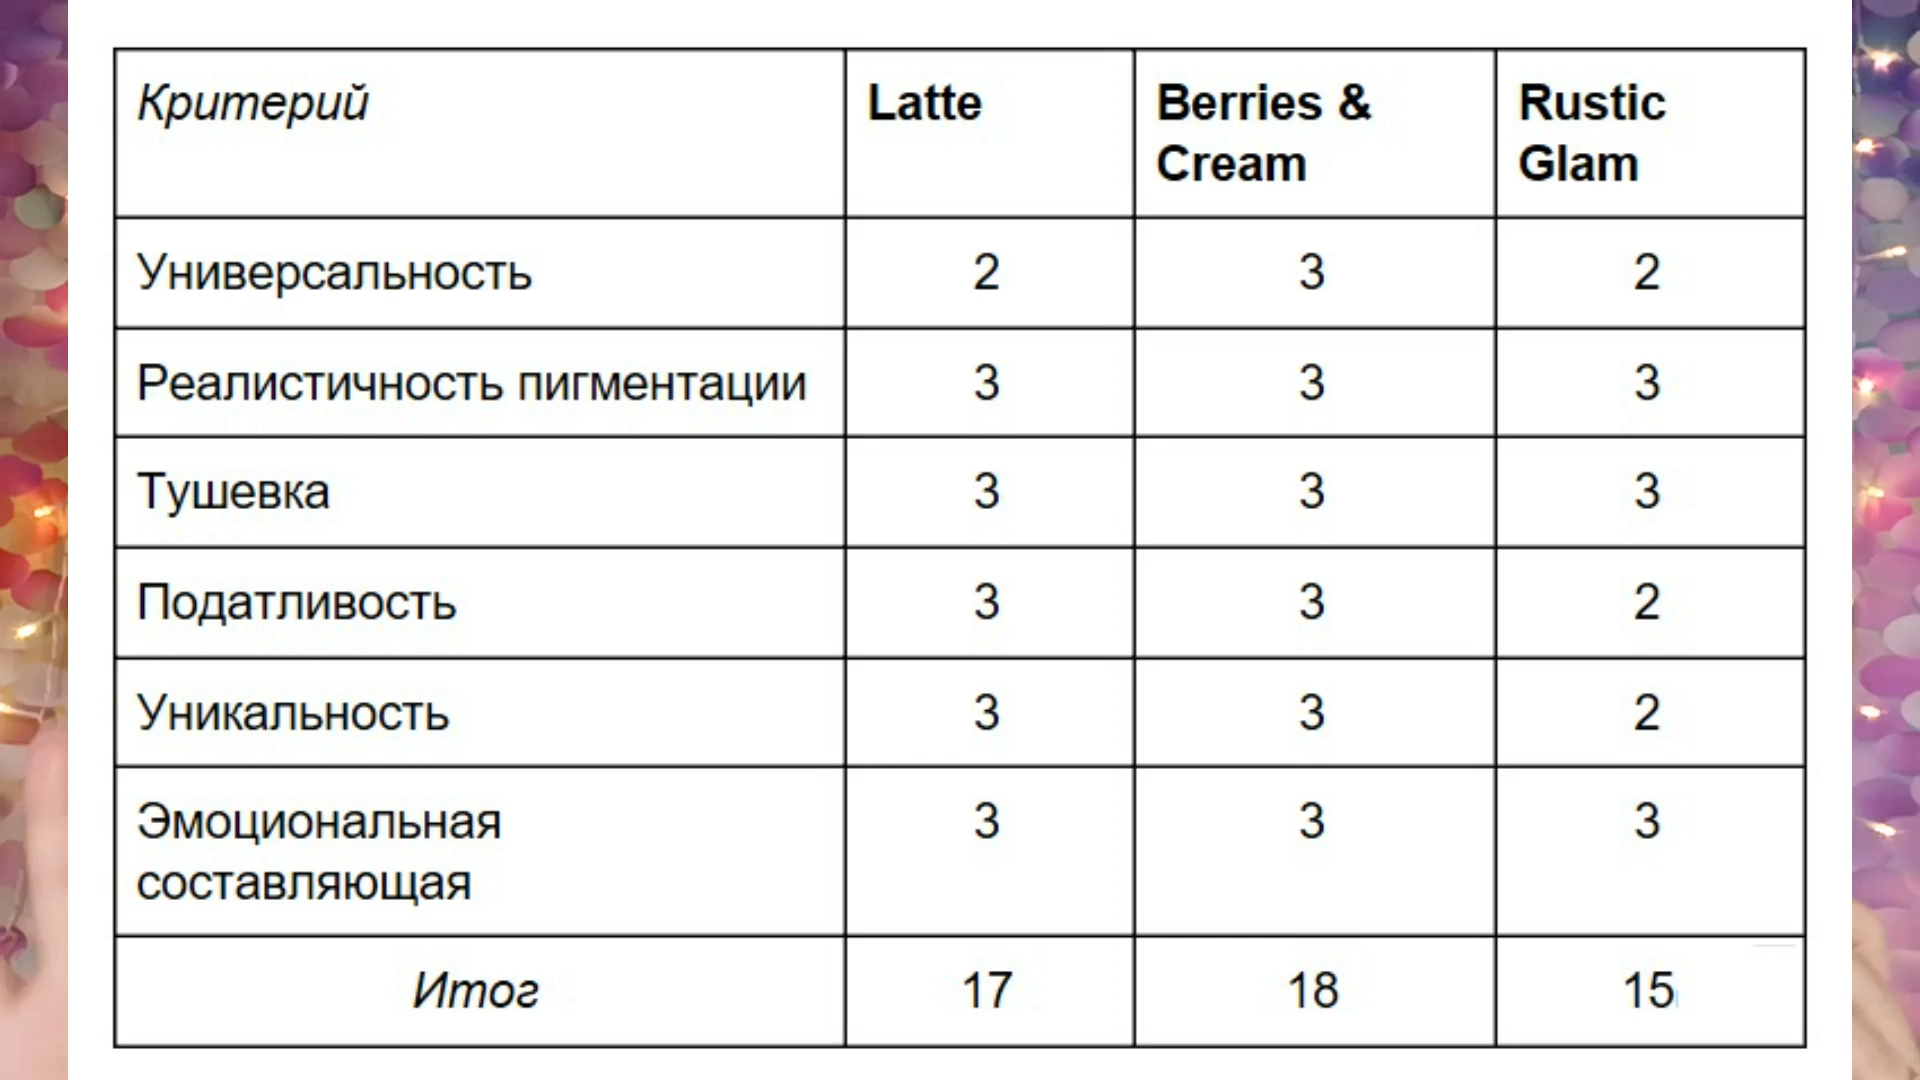 Критерий Latte Berries & Rustic
Cream Glam
Универсальность 2 3 2
Реалистичность пигментации 3 3 3
Тушевка 3 3 3
Податливость 3 3 2
Уникальность 3 3 2
Эмоциональная 3 3 3
составляющая
Итог 17 18 15